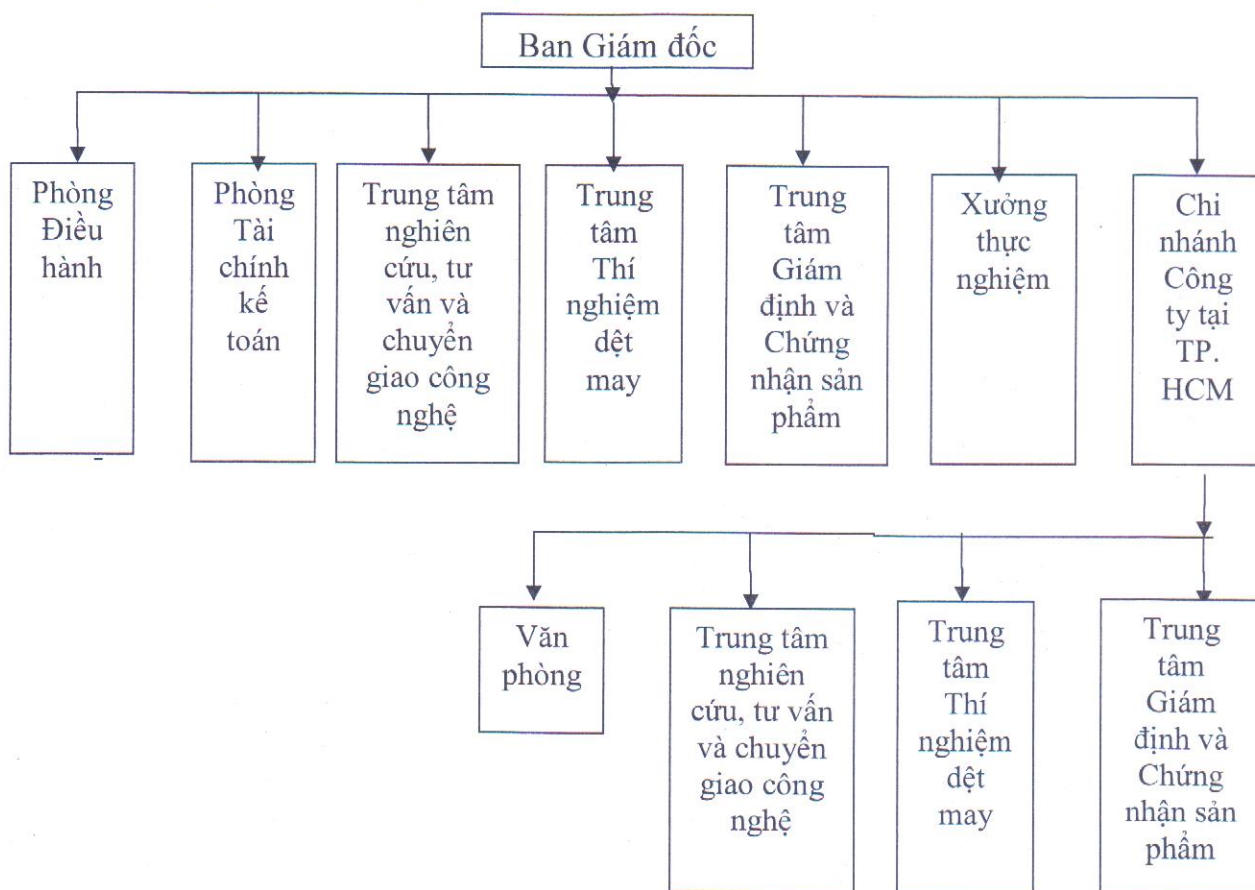 Ban Giám đốc
Phòng
Điều
hành
Phòng
Tài
chính
kế
toán
Trung tâm
nghiên
cứu, tư
vấn và
chuyển
giao công
nghệ
Trung
tâm
Thí
nghiệm
dệt
may
Trung
tâm
Giám
định và
Chứng
nhận sản
phẩm
Xưởng
thực
nghiệm
Chi
nhánh
Công
ty tại
TP.
HCM
Văn
phòng
Trung tâm
nghiên
cứu, tư vấn
và chuyển
giao công
nghệ
Trung
tâm
Thí
nghiệm
dệt
may
Trung
tâm
Giám
định và
Chứng
nhận sản
phẩm